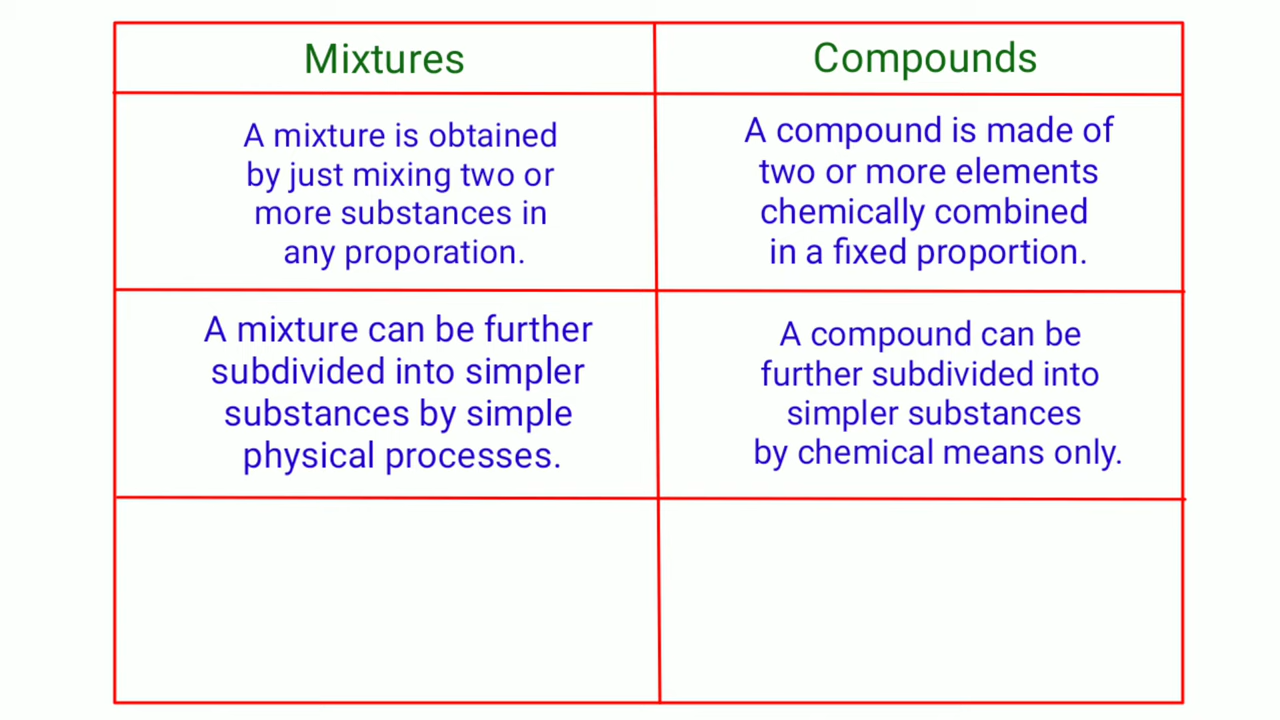 Mixtures
Compounds
A mixture is obtained
by just mixing two or
more substances in
any proporation.
A compound is made of
two or more elements
chemically combined
in a fixed proportion.
A mixture can be further
subdivided into simpler
substances by simple
physical processes.
A compound can be
further subdivided into
simpler substances
by chemical means only.